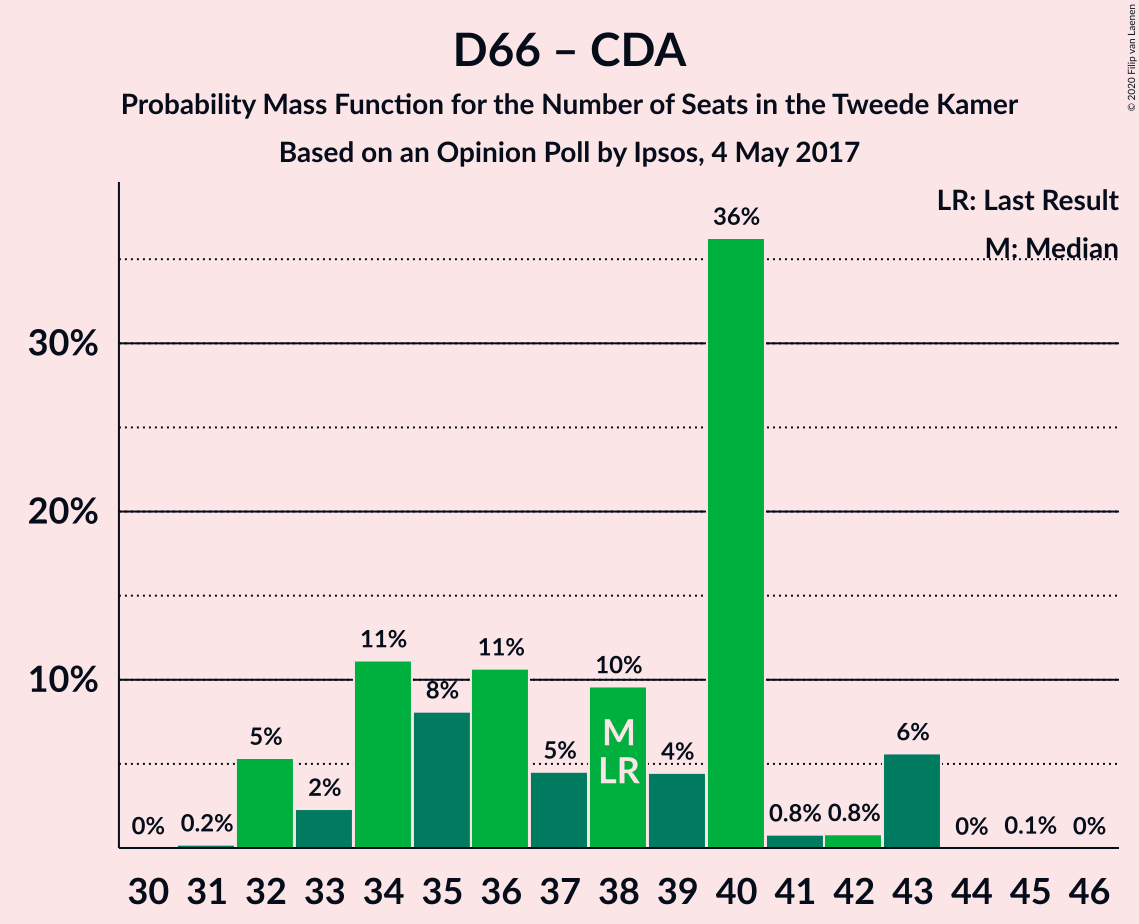 D66 – CDA
Probability Mass Function for the Number of Seats in the Tweede Kamer
Based on an Opinion Poll by Ipsos, 4 May 2017
© 2020 Filip van Laenen
LR: Last Result
M: Median
30%
20%
10%
0% 0.2% 5% 2% 11% 8% 11% 5% 10% 4% 36% 0.8% 0.8% 6% 0% 0.1% 0%
M
LR
30 31 32 33 34 35 36 37 38 39 40 41 42 43 44 45 46